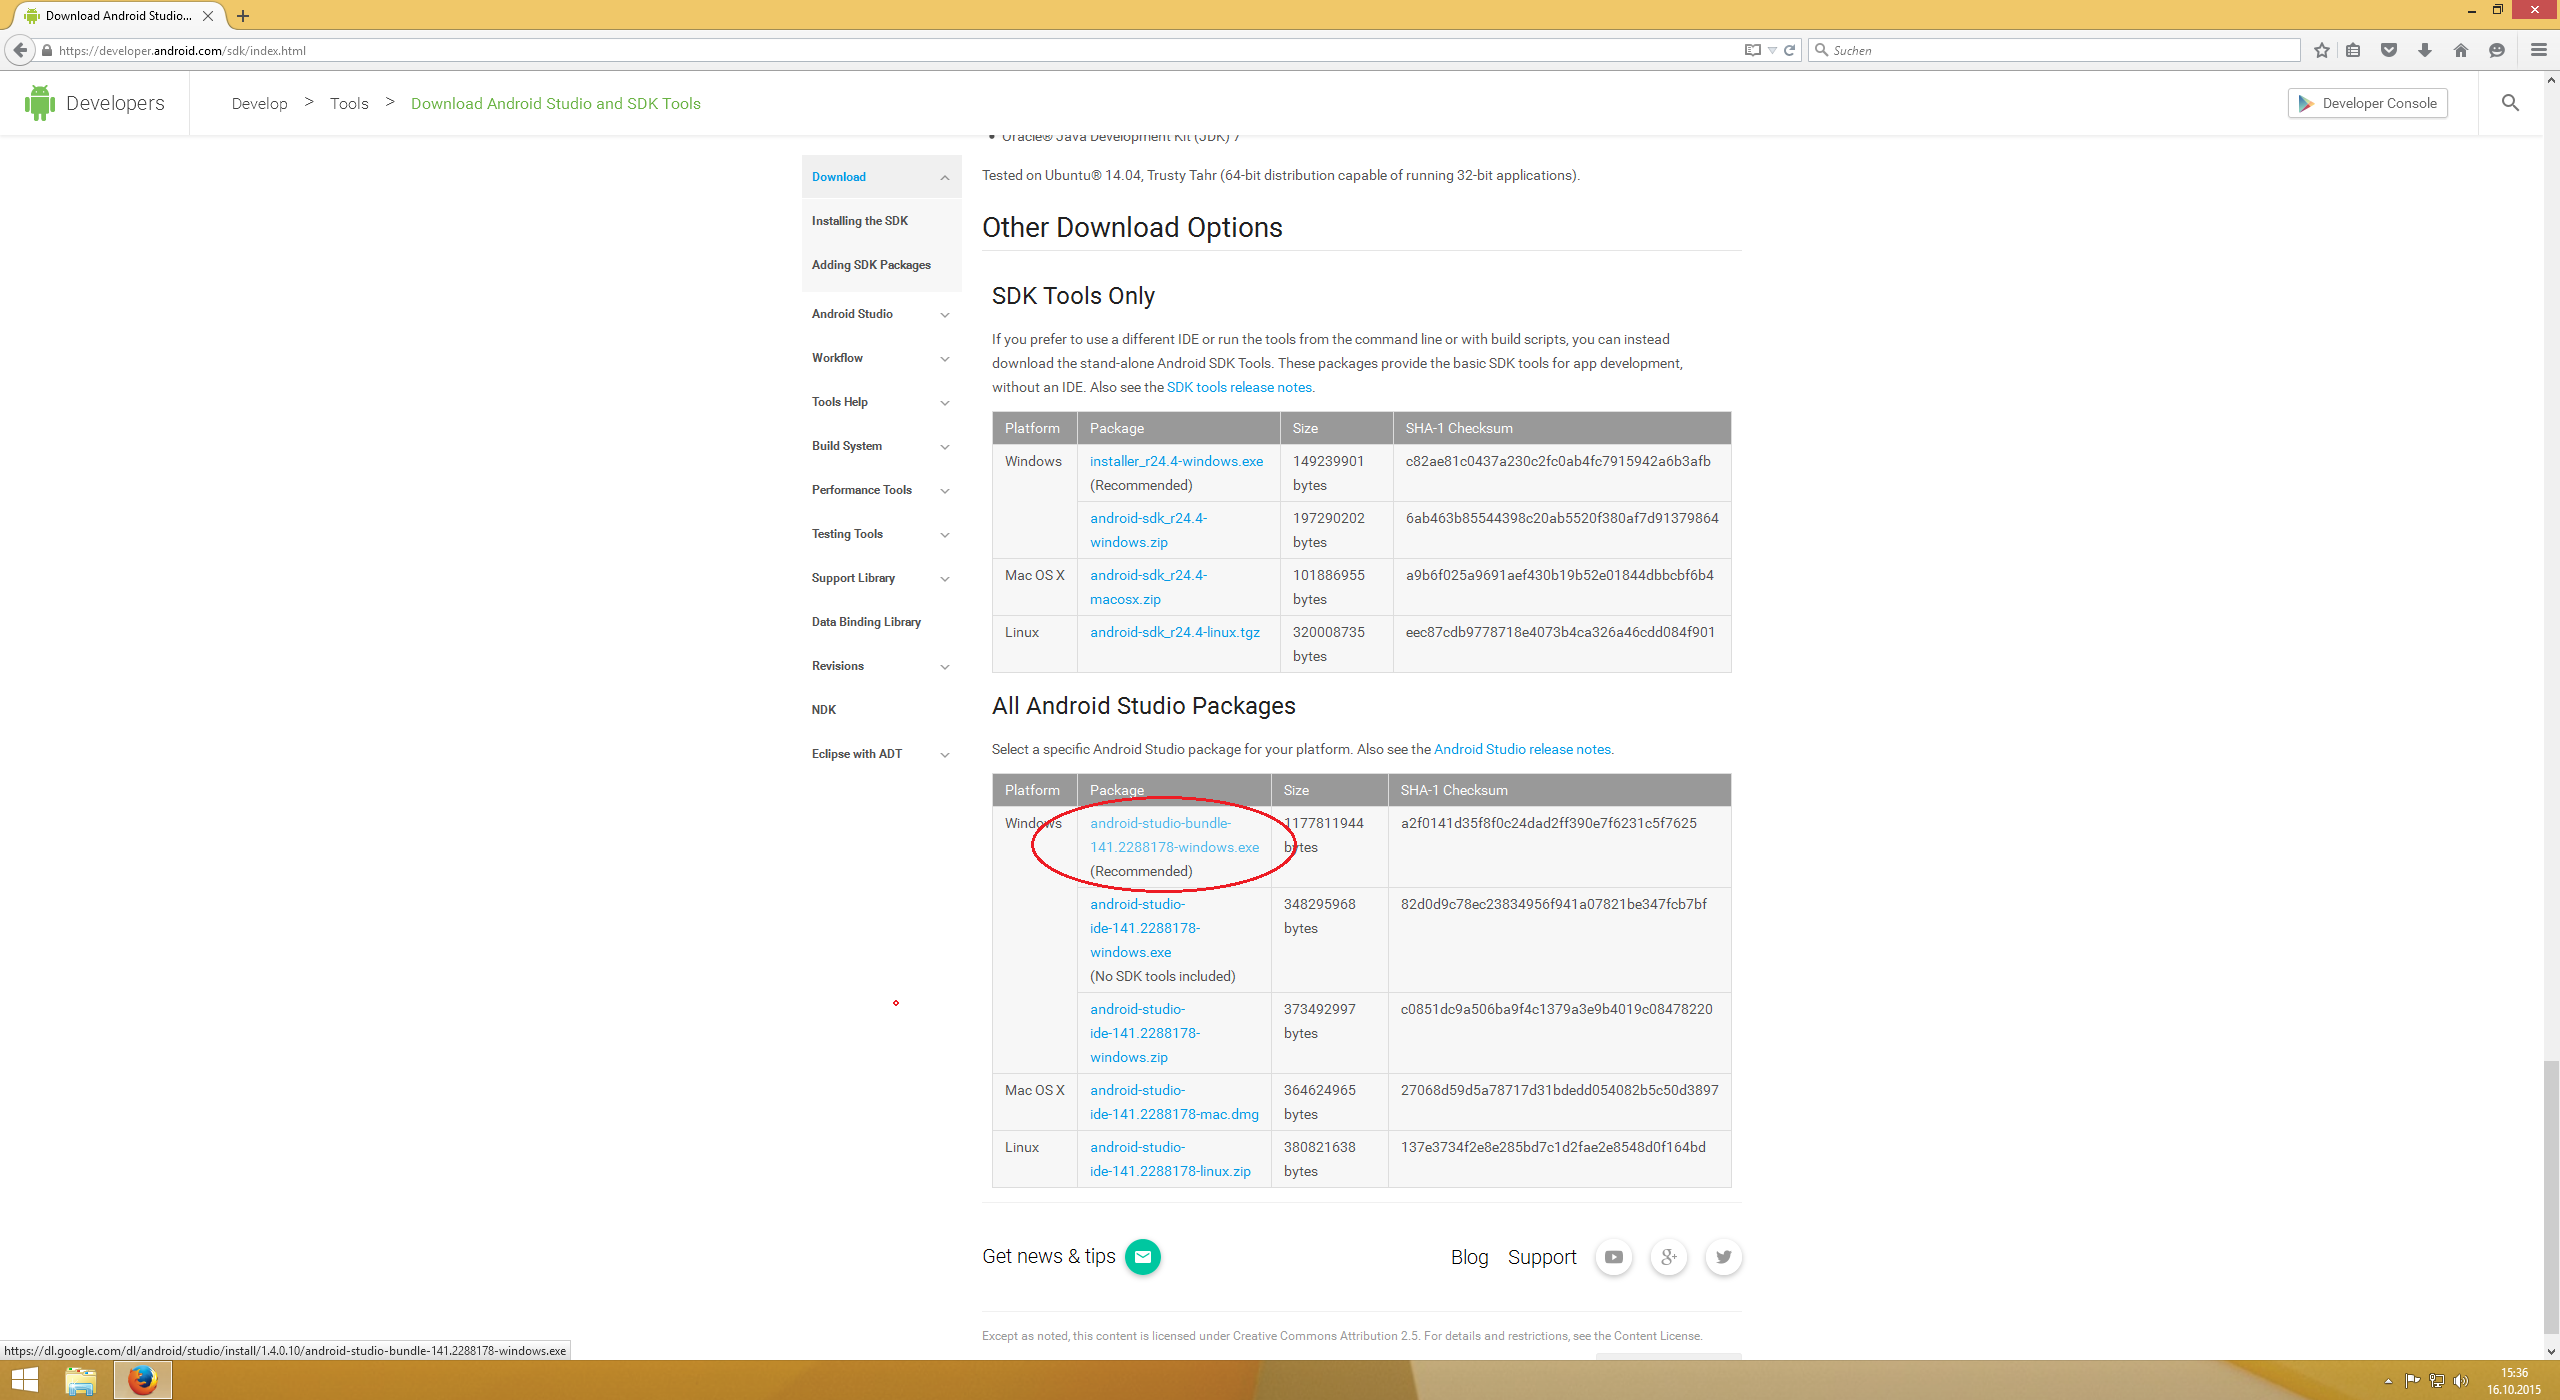 Download Android Studio...
https://developer.android.com/sdk/index.html
Suchen
Developers
Develop > Tools > Download Android Studio and SDK Tools
Developer Console
Oracle® Java Development Kit (JDK) 7
Tested on Ubuntu® 14.04, Trusty Tahr (64-bit distribution capable of running 32-bit applications).
Download
Installing the SDK
Adding SDK Packages
Android Studio
Workflow
Tools Help
Build System
Performance Tools
Testing Tools
Support Library
Data Binding Library
Revisions
NDK
Eclipse with ADT
Other Download Options
SDK Tools Only
If you prefer to use a different IDE or run the tools from the command line or with build scripts, you can instead
download the stand-alone Android SDK Tools. These packages provide the basic SDK tools for app development,
without an IDE. Also see the SDK tools release notes.
Platform Package Size SHA-1 Checksum
Windows installer_r24.4-windows.exe 149239901 c82ae81c0437a230c2fc0ab4fc7915942a6b3afb
(Recommended) bytes
android-sdk_r24.4- 197290202 6ab463b85544398c20ab5520f380af7d91379864
windows.zip bytes
Mac OS X android-sdk_r24.4- 101886955 a9b6f025a9691aef430b19b52e01844dbbcbf6b4
macosx.zip bytes
Linux android-sdk_r24.4-linux.tgz 320008735 eec87cdb9778718e4073b4ca326a46cdd084f901
bytes
All Android Studio Packages
Select a specific Android Studio package for your platform. Also see the Android Studio release notes.
Platform Package Size SHA-1 Checksum
Windows android-studio-bundle- 1177811944 a2f0141d35f8f0c24dad2ff390e7f6231c5f7625
141.2288178-windows.exe bytes
(Recommended)
android-studio- 348295968 82d0d9c78ec23834956f941a07821be347fcb7bf
ide-141.2288178- bytes
windows.exe
(No SDK tools included)
android-studio- 373492997 c0851dc9a506ba9f4c1379a3e9b4019c08478220
ide-141.2288178- bytes
windows.zip
Mac OS X android-studio- 364624965 27068d59d5a78717d31bdedd054082b5c50d3897
ide-141.2288178-mac.dmg bytes
Linux android-studio- 380821638 137e3734f2e8e285bd7c1d2fae2e8548d0f164bd
ide-141.2288178-linux.zip bytes
Get news & tips
Blog Support g+
Except as noted, this content is licensed under Creative Commons Attribution 2.5. For details and restrictions, see the Content License.
https://dl.google.com/dl/android/studio/install/1.4.0.10/android-studio-bundle-141.2288178-windows.exe
15:36
16.10.2015